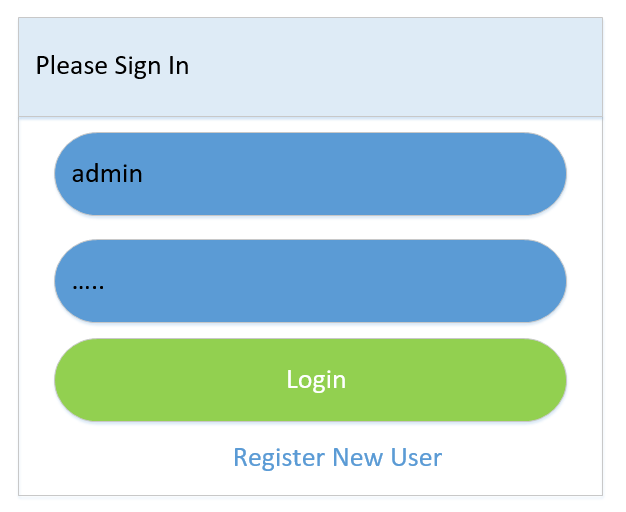 Please Sign In
admin
…..
Login
Register New User